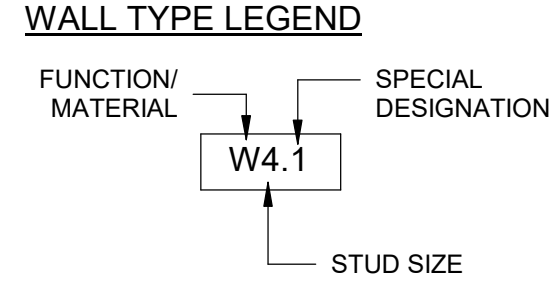 WALL TYPE LEGEND
FUNCTION/
MATERIAL
SPECIAL
DESIGNATION
W4.1
STUD SIZE